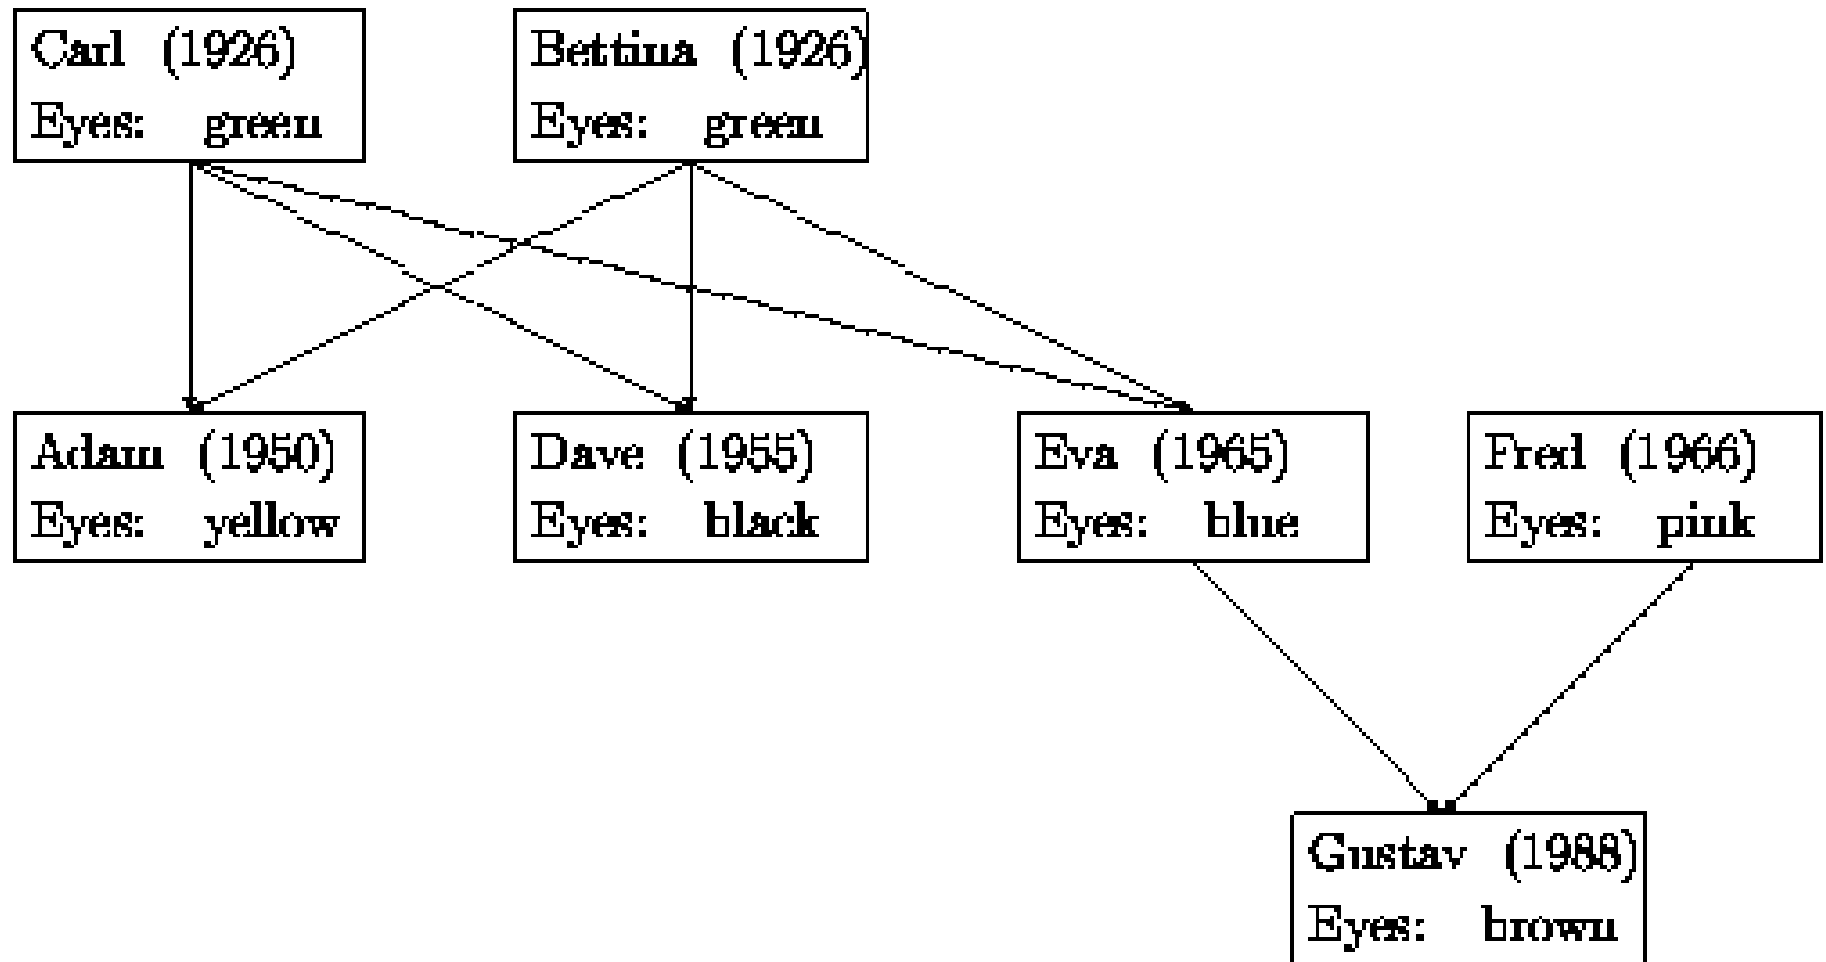 Carl (1926)
Eyes: green
Bettina (1926)
Eyes: green
Adam (1950)
Eyes: yellow
Dave (1955)
Eyes: black
Eva (1965)
Eyes: blue
Fred (1966)
Eyes: pink
Gustav (1988)
Eyes: brown